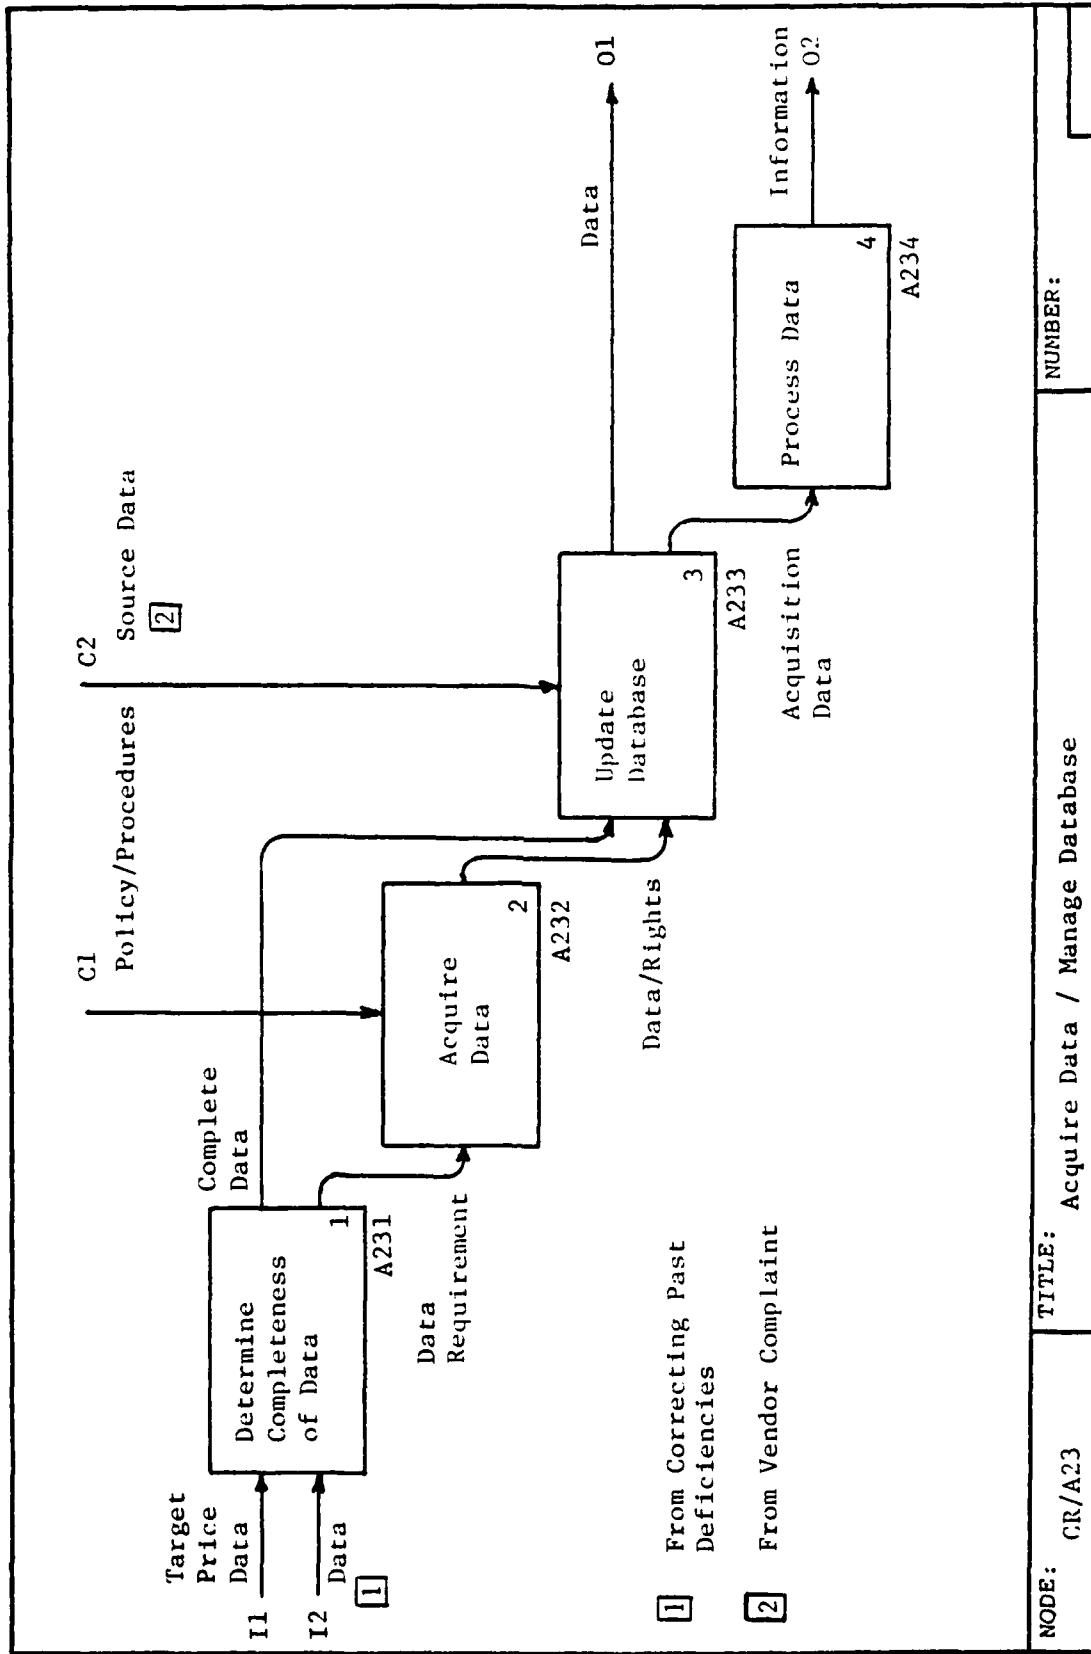 C1
Policy/Procedures
C2
Source Data
2
Target
Price
Data
I1
I2
Data
1
Determine
Completeness
of Data
1
A231
Complete
Data
Data
Requirement
Acquire
Data
2
A232
Data/Rights
Update
Database
3
A233
Data
O1
Acquisition
Data
Process Data
4
A234
Information
O2
1 From Correcting Past
Deficiencies
2 From Vendor Complaint
NODE: CR/A23
TITLE: Acquire Data / Manage Database
NUMBER: